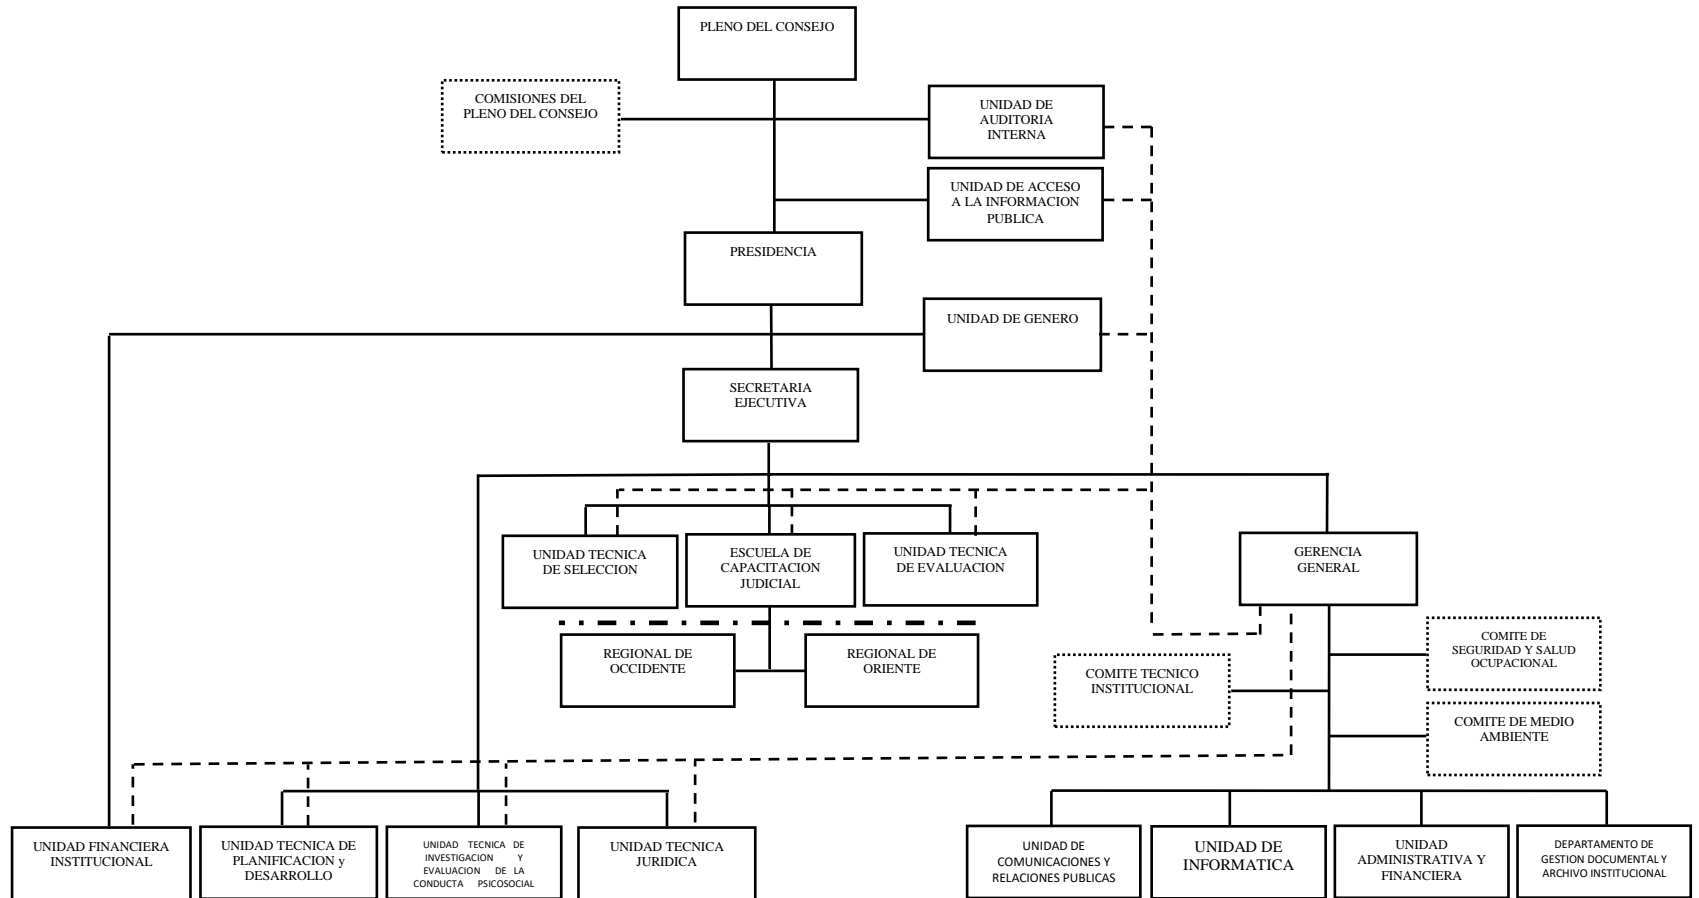 PLENO DEL CONSEJO
COMISIONES DEL
PLENO DEL CONSEJO
UNIDAD DE
AUDITORIA
INTERNA
UNIDAD DE ACCESO
A LA INFORMACION
PUBLICA
PRESIDENCIA
UNIDAD DE GENERO
SECRETARIA
EJECUTIVA
UNIDAD TECNICA
DE SELECCION
ESCUELA DE
CAPACITACION
JUDICIAL
UNIDAD TECNICA
DE EVALUACION
GERENCIA
GENERAL
REGIONAL DE
OCCIDENTE
REGIONAL DE
ORIENTE
COMITE DE
SEGURIDAD Y SALUD
OCUPACIONAL
COMITE TECNICO
INSTITUCIONAL
COMITE DE MEDIO
AMBIENTE
UNIDAD FINANCIERA
INSTITUCIONAL
UNIDAD TECNICA DE
PLANIFICACION y
DESARROLLO
UNIDAD TECNICA DE
INVESTIGACION Y
EVALUACION DE LA
CONDUCTA PSICOSOCIAL
UNIDAD TECNICA
JURIDICA
UNIDAD DE
COMUNICACIONES Y
RELACIONES PUBLICAS
UNIDAD DE
INFORMATICA
UNIDAD
ADMINISTRATIVA Y
FINANCIERA
DEPARTAMENTO DE
GESTION DOCUMENTAL Y
ARCHIVO INSTITUCIONAL